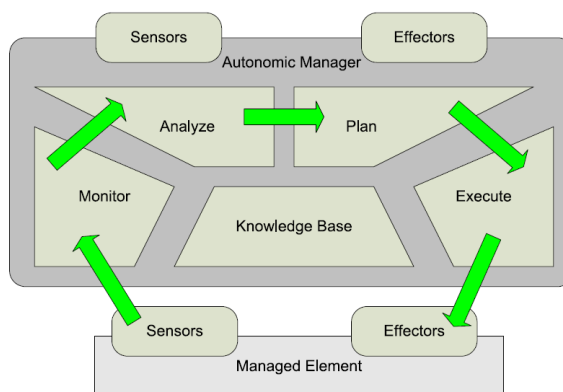 Sensors
Effectors
Autonomic Manager
Analyze
Plan
Monitor
Execute
Knowledge Base
Sensors
Effectors
Managed Element